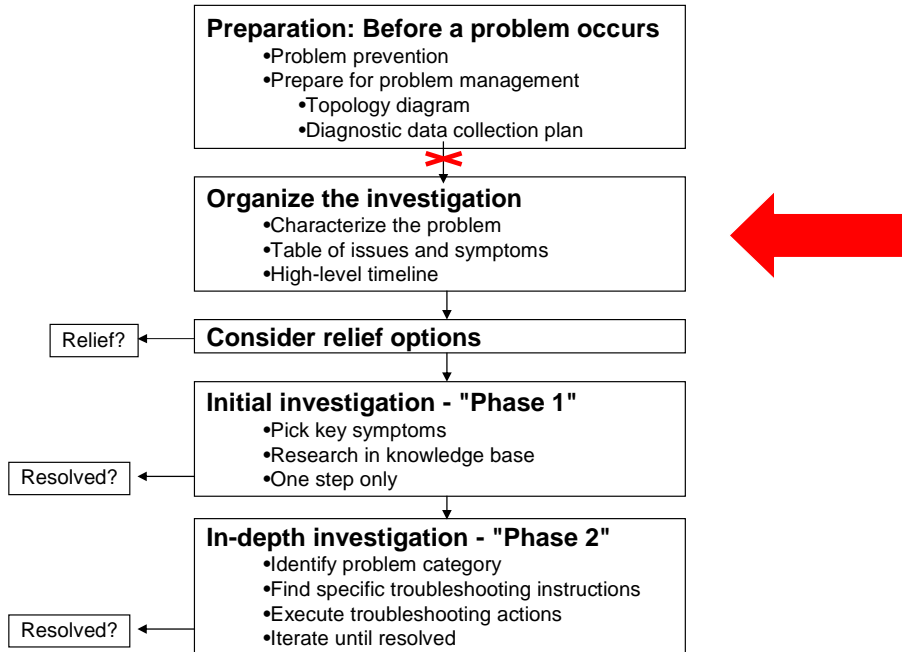 Preparation: Before a problem occurs
•Problem prevention
•Prepare for problem management
•Topology diagram
•Diagnostic data collection plan
Organize the investigation
•Characterize the problem
•Table of issues and symptoms
•High-level timeline
Relief?
Consider relief options
Initial investigation - "Phase 1"
•Pick key symptoms
•Research in knowledge base
•One step only
Resolved?
In-depth investigation - "Phase 2"
•Identify problem category
•Find specific troubleshooting instructions
•Execute troubleshooting actions
•Iterate until resolved
Resolved?